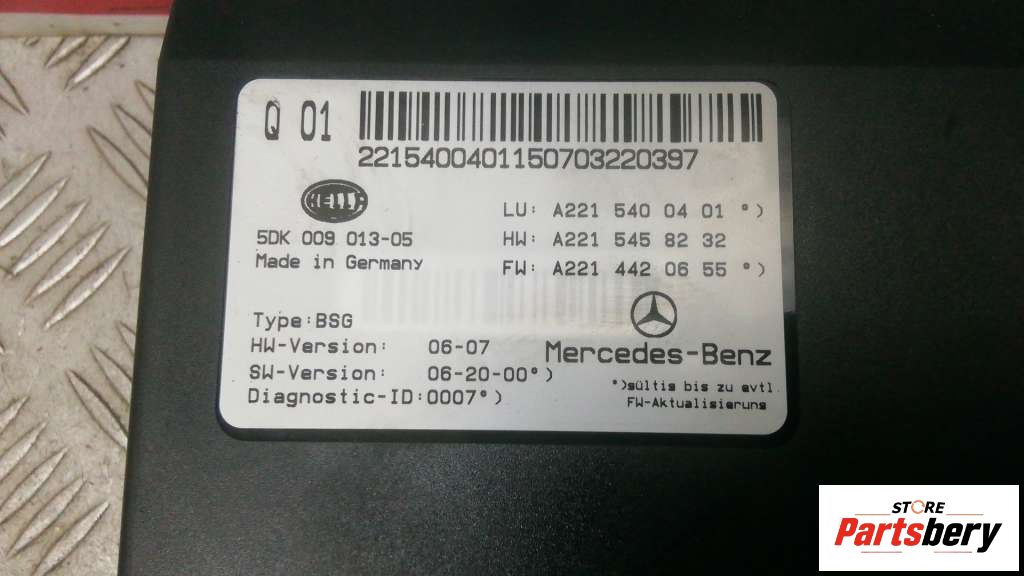 Q 01
2215400401150703220397
HELLA
LU: A221 540 04 01 °)
5DK 009 013-05
HW: A221 545 82 32
Made in Germany
FW: A221 442 06 55 °)
Type:BSG
HW-Version: 06-07
Mercedes-Benz
SW-Version: 06-20-00°)
°)gültis bis zu evtl.
Diagnostic-ID:0007°)
FW-Aktualisierung
STORE
Partsbery